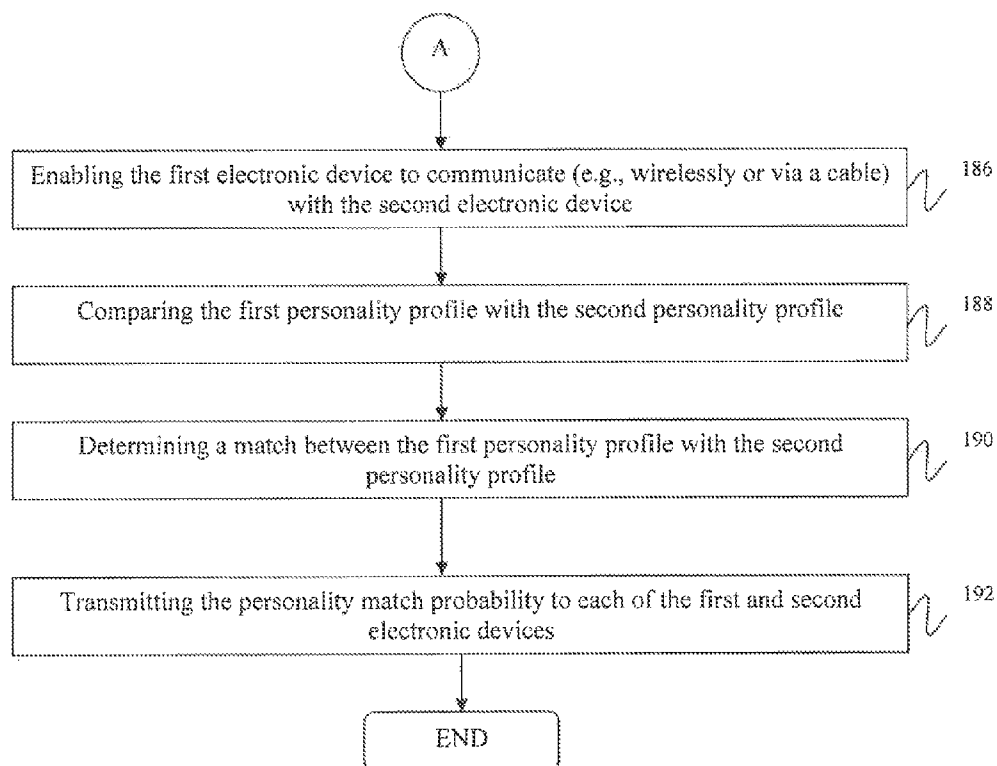 A
Enabling the first electronic device to communicate (e.g., wirelessly or via a cable)
with the second electronic device
186
Comparing the first personality profile with the second personality profile
188
Determining a match between the first personality profile with the second
personality profile
190
Transmitting the personality match probability to each of the first and second
electronic devices
192
END